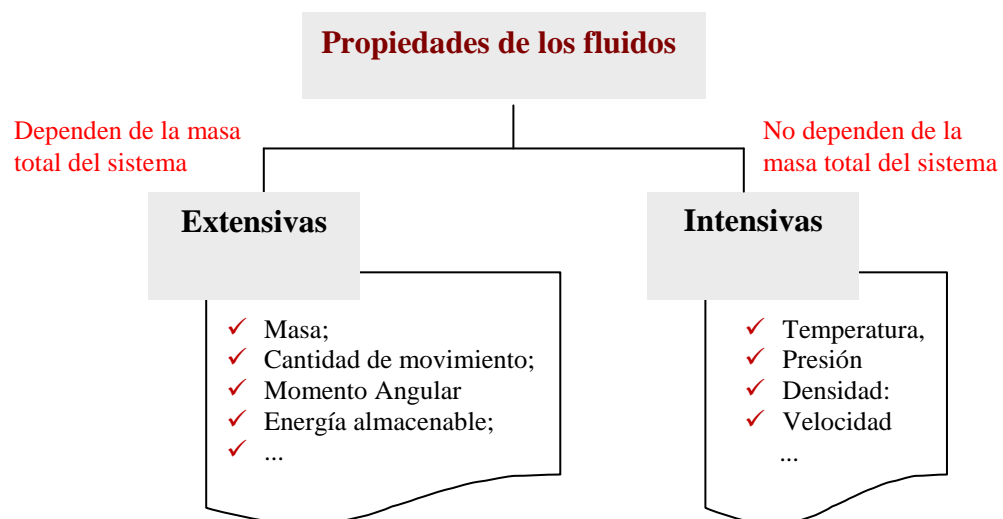 Propiedades de los fluidos
Dependen de la masa
total del sistema
No dependen de la
masa total del sistema
Extensivas
Masa;
Cantidad de movimiento;
Momento Angular
Energía almacenable;
...
Intensivas
Temperatura,
Presión
Densidad:
Velocidad
...